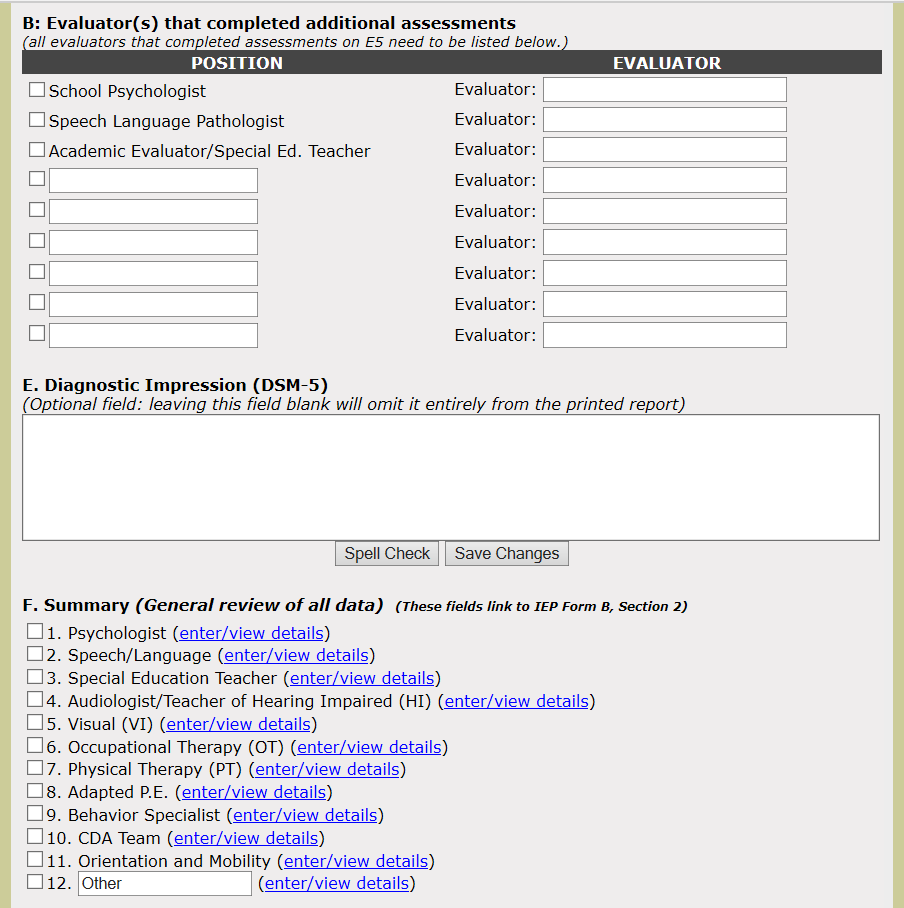 B: Evaluator(s) that completed additional assessments
(all evaluators that completed assessments on E5 need to be listed below.)
POSITION EVALUATOR
School Psychologist Evaluator:
Speech Language Pathologist Evaluator:
Academic Evaluator/Special Ed. Teacher Evaluator:
Evaluator:
Evaluator:
Evaluator:
Evaluator:
Evaluator:
Evaluator:
E. Diagnostic Impression (DSM-5)
(Optional field: leaving this field blank will omit it entirely from the printed report)
Spell Check Save Changes
F. Summary (General review of all data) (These fields link to IEP Form B, Section 2)
1. Psychologist (enter/view details)
2. Speech/Language (enter/view details)
3. Special Education Teacher (enter/view details)
4. Audiologist/Teacher of Hearing Impaired (HI) (enter/view details)
5. Visual (VI) (enter/view details)
6. Occupational Therapy (OT) (enter/view details)
7. Physical Therapy (PT) (enter/view details)
8. Adapted P.E. (enter/view details)
9. Behavior Specialist (enter/view details)
10. CDA Team (enter/view details)
11. Orientation and Mobility (enter/view details)
12. Other (enter/view details)